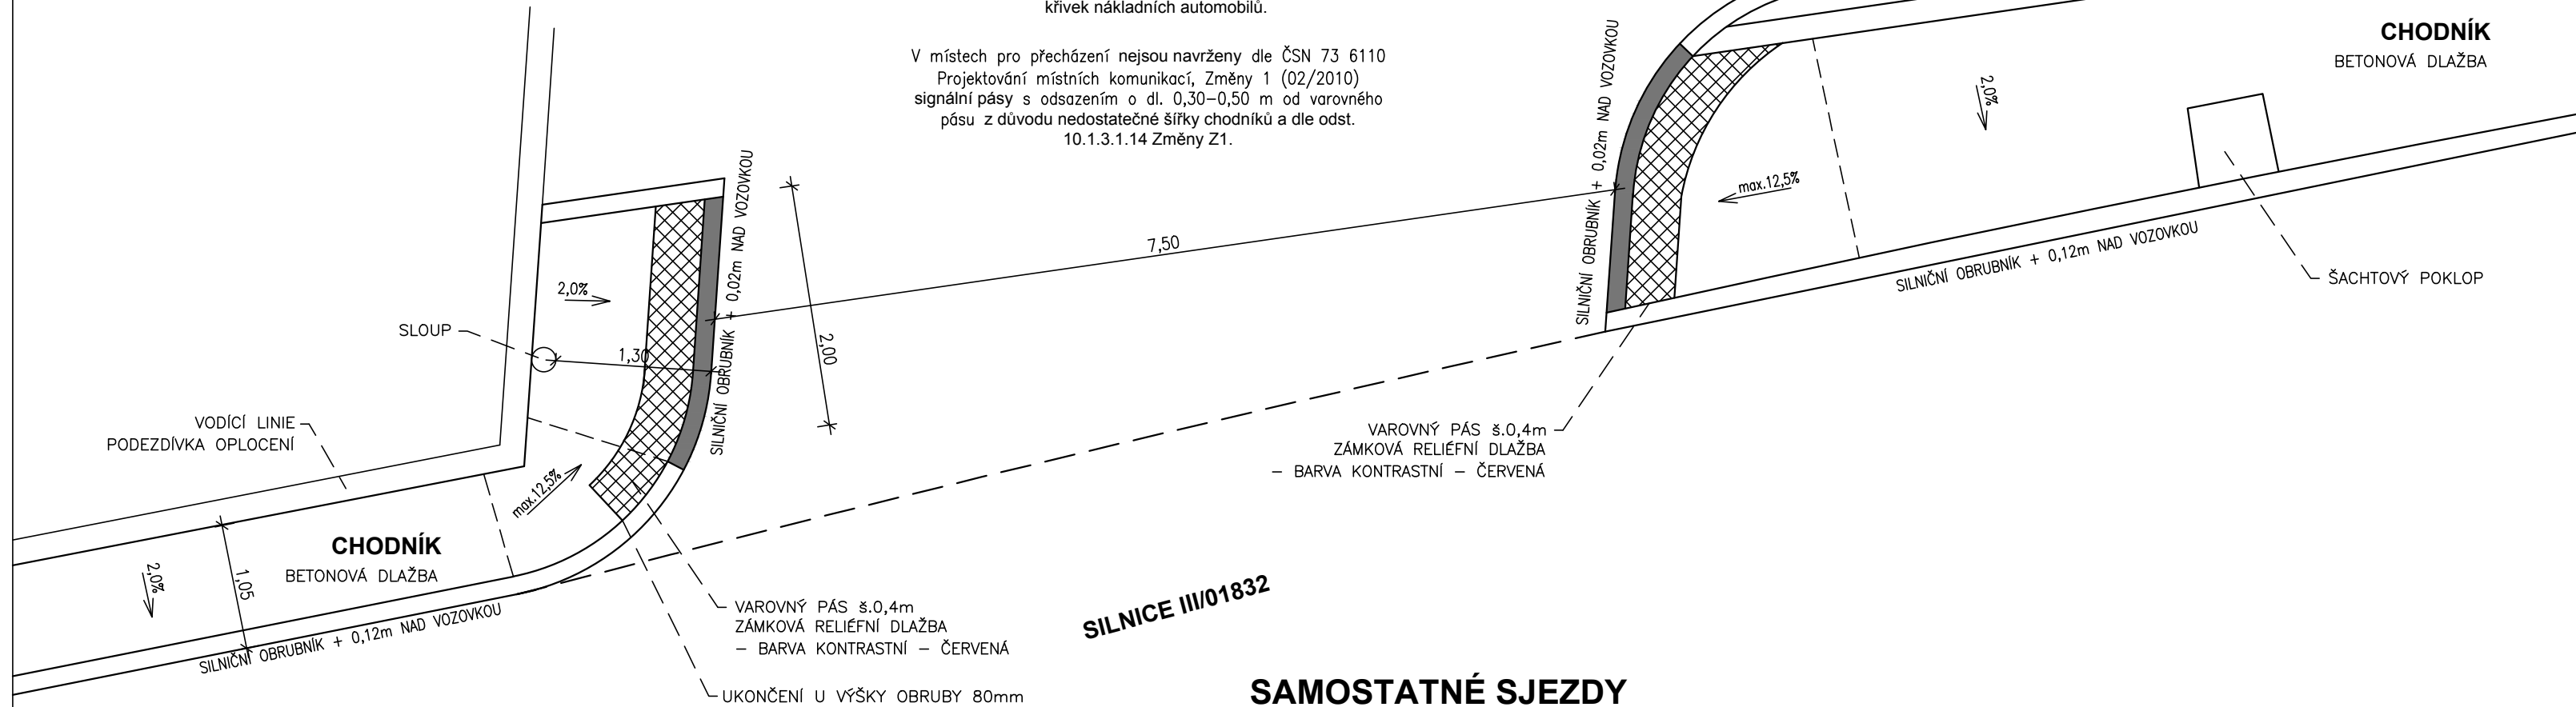 křivek nákladních automobilů.
V místech pro přecházení nejsou navrženy dle ČSN 73 6110
Projektování místních komunikací, Změny 1 (02/2010)
signální pásy s odsazením o dl. 0,30–0,50 m od varovného
pásu z důvodu nedostatečné šířky chodníků a dle odst.
10.1.3.1.14 Změny Z1.
CHODNÍK
BETONOVÁ DLAŽBA
2,0%
SILNIČNÍ OBRUBNÍK + 0,02m NAD VOZOVKOU
max.12,5%
SILNIČNÍ OBRUBNÍK + 0,12m NAD VOZOVKOU
ŠACHTOVÝ POKLOP
7,50
SILNIČNÍ OBRUBNÍK + 0,02m NAD VOZOVKOU
2,00
2,0%
SLOUP
1,30
VODÍCÍ LINIE
PODEZDÍVKA OPLOCENÍ
VAROVNÝ PÁS š.0,4m
ZÁMKOVÁ RELIÉFNÍ DLAŽBA
– BARVA KONTRASTNÍ – ČERVENÁ
max.12,5%
CHODNÍK
BETONOVÁ DLAŽBA
2,0%
1,05
SILNIČNÍ OBRUBNÍK + 0,12m NAD VOZOVKOU
VAROVNÝ PÁS š.0,4m
ZÁMKOVÁ RELIÉFNÍ DLAŽBA
– BARVA KONTRASTNÍ – ČERVENÁ
SILNICE III/01832
UKONČENÍ U VÝŠKY OBRUBY 80mm
SAMOSTATNÉ SJEZDY